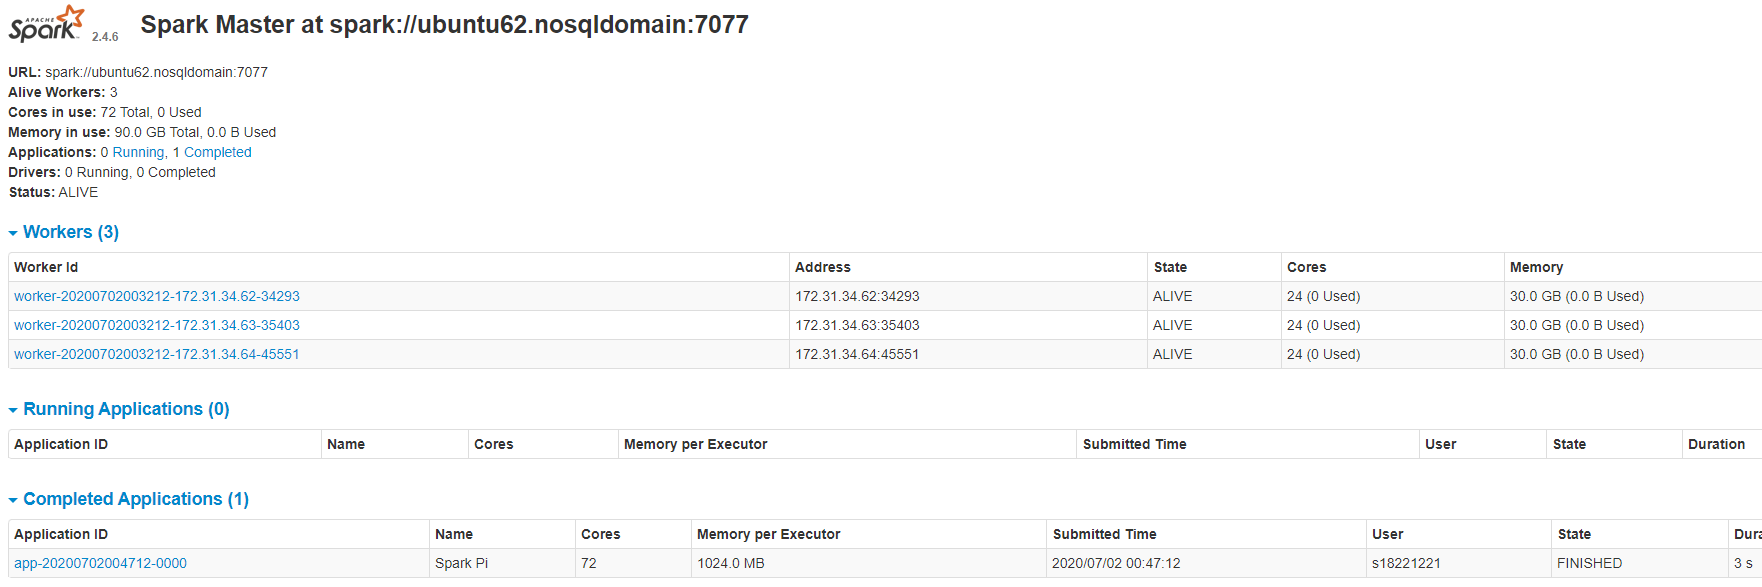 APACHE Spark 2.4.6 Spark Master at spark://ubuntu62.nosqldomain:7077
URL: spark://ubuntu62.nosqldomain:7077
Alive Workers: 3
Cores in use: 72 Total, 0 Used
Memory in use: 90.0 GB Total, 0.0 B Used
Applications: 0 Running, 1 Completed
Drivers: 0 Running, 0 Completed
Status: ALIVE
Workers (3)
Worker Id Address State Cores Memory
worker-20200702003212-172.31.34.62-34293 172.31.34.62:34293 ALIVE 24 (0 Used) 30.0 GB (0.0 B Used)
worker-20200702003212-172.31.34.63-35403 172.31.34.63:35403 ALIVE 24 (0 Used) 30.0 GB (0.0 B Used)
worker-20200702003212-172.31.34.64-45551 172.31.34.64:45551 ALIVE 24 (0 Used) 30.0 GB (0.0 B Used)
Running Applications (0)
Application ID Name Cores Memory per Executor Submitted Time User State Duration
Completed Applications (1)
Application ID Name Cores Memory per Executor Submitted Time User State Dura
app-20200702004712-0000 Spark Pi 72 1024.0 MB 2020/07/02 00:47:12 s18221221 FINISHED 3 s